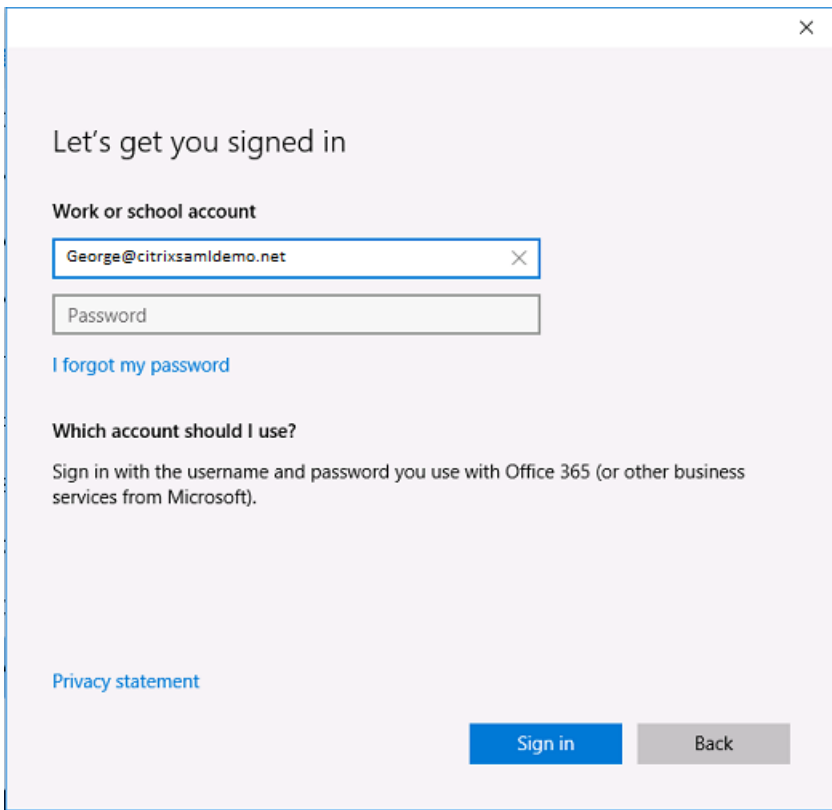 Let's get you signed in
Work or school account
George@citrixsamldemo.net
Password
I forgot my password
Which account should I use?
Sign in with the username and password you use with Office 365 (or other business
services from Microsoft).
Privacy statement
Sign in
Back